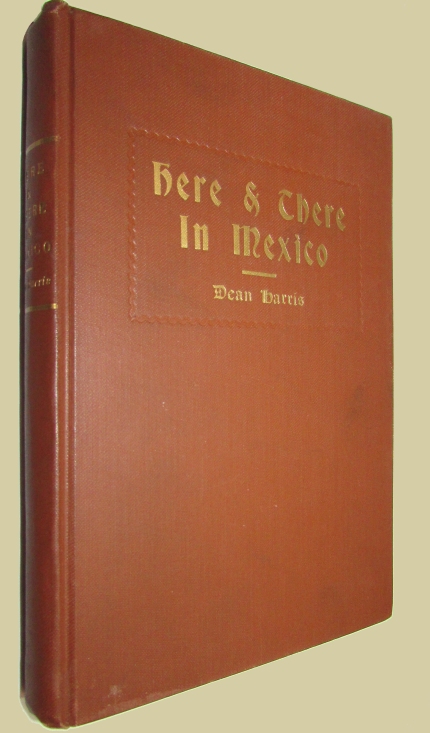 Here & There
In Mexico
Dean Harris